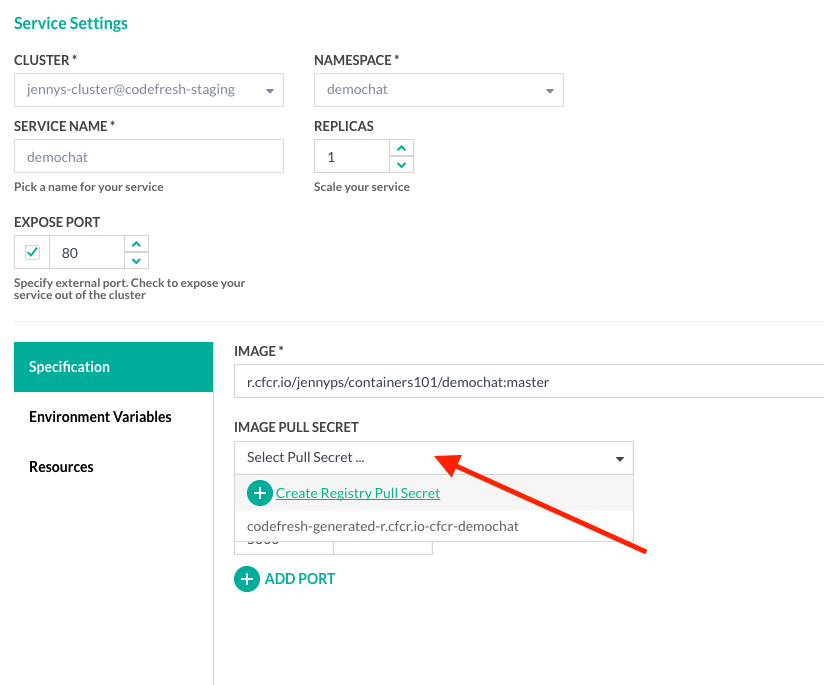 Service Settings
CLUSTER *
NAMESPACE *
jennys-cluster@codefresh-staging
demochat
SERVICE NAME *
REPLICAS
demochat
1
Pick a name for your service
Scale your service
EXPOSE PORT
80
Specify external port. Check to expose your
service out of the cluster
Specification
Environment Variables
Resources
IMAGE *
r.cfcr.io/jennyps/containers101/demochat:master
IMAGE PULL SECRET
Select Pull Secret ...
Create Registry Pull Secret
codefresh-generated-r.cfcr.io-cfcr-demochat
ADD PORT